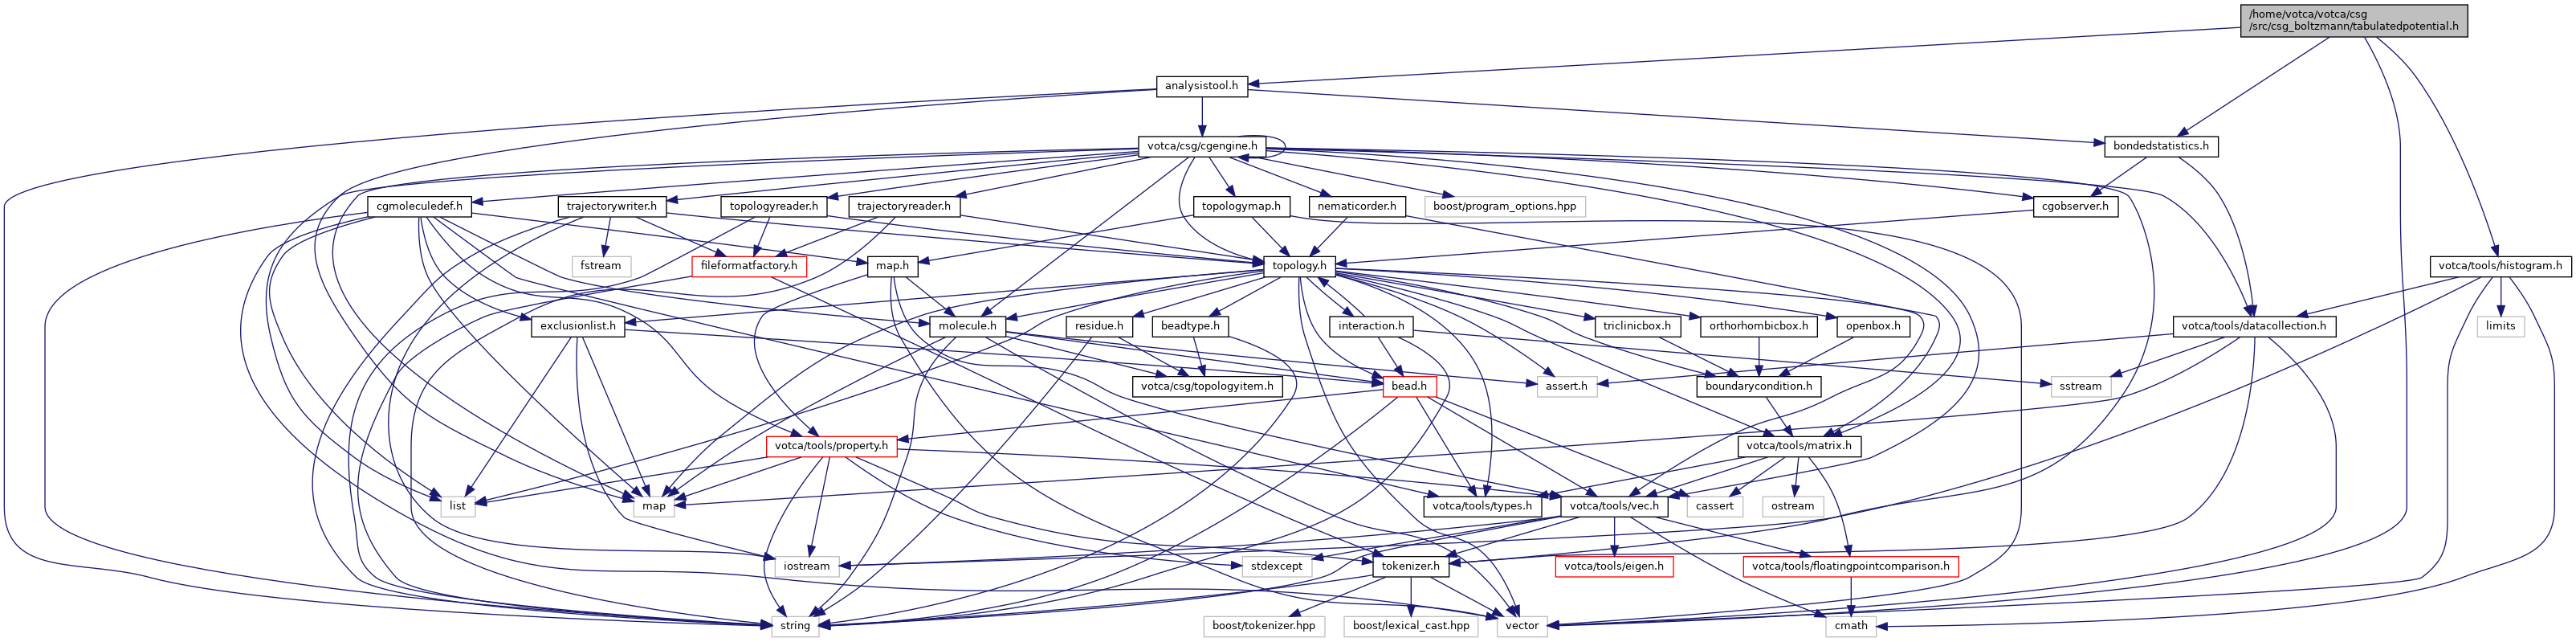 /home/votca/votca/csg
/src/csg_boltzmann/tabulatedpotential.h
analysistool.h
votca/csg/cgengine.h
bondedstatistics.h
cgmoleculedef.h
trajectorywriter.h
topologyreader.h
trajectoryreader.h
topologymap.h
nematicorder.h
boost/program_options.hpp
cgobserver.h
fstream
fileformatfactory.h
map.h
topology.h
votca/tools/histogram.h
exclusionlist.h
molecule.h
residue.h
beadtype.h
interaction.h
triclinicbox.h
orthorhombicbox.h
openbox.h
votca/tools/datacollection.h
limits
votca/csg/topologyitem.h
bead.h
assert.h
boundarycondition.h
sstream
votca/tools/property.h
votca/tools/matrix.h
list
map
votca/tools/types.h
votca/tools/vec.h
cassert
ostream
iostream
stdexcept
tokenizer.h
votca/tools/eigen.h
votca/tools/floatingpointcomparison.h
string
boost/tokenizer.hpp
boost/lexical_cast.hpp
vector
cmath